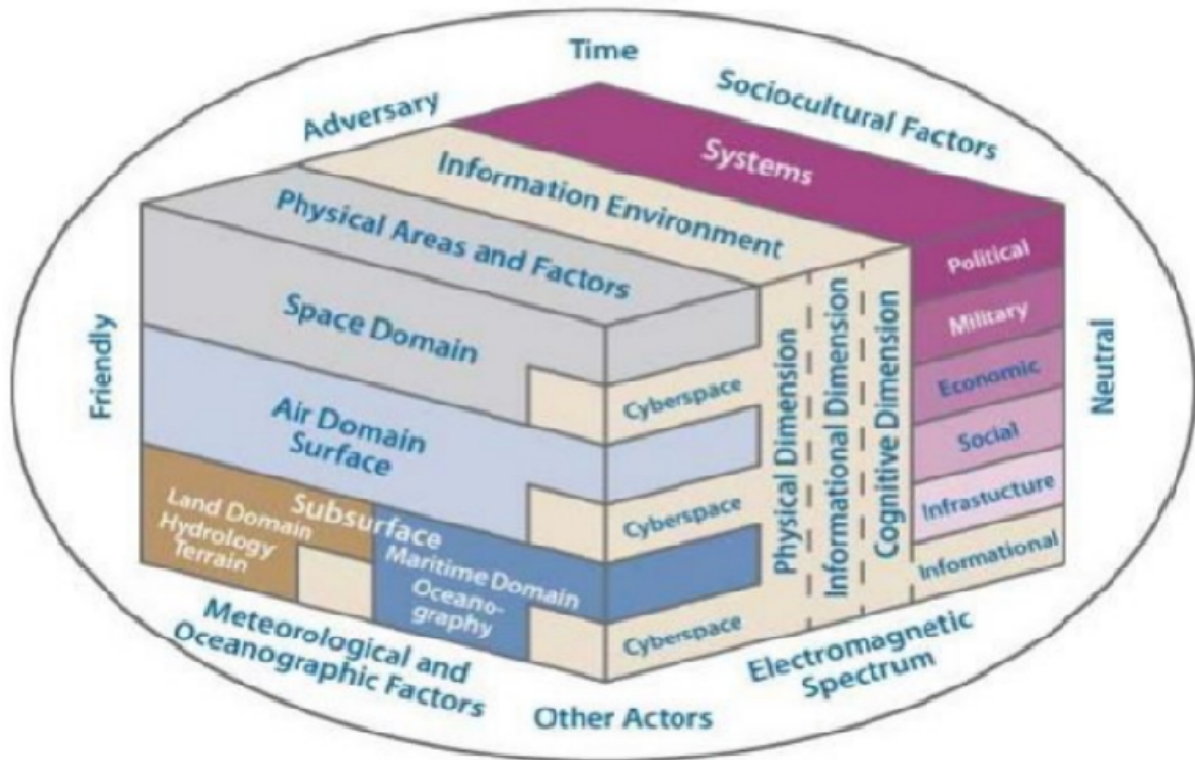 Time
Adversary
Sociocultural Factors
Systems
Information Environment
Physical Areas and Factors
Space Domain
Air Domain
Surface
Subsurface
Land Domain
Hydrology
Terrain
Maritime Domain
Oceano-
graphy
Cyberspace
Cyberspace
Cyberspace
Physical Dimension
Informational Dimension
Cognitive Dimension
Political
Military
Economic
Social
Infrastucture
Informational
Friendly
Neutral
Meteorological and
Oceanographic Factors
Other Actors
Electromagnetic
Spectrum